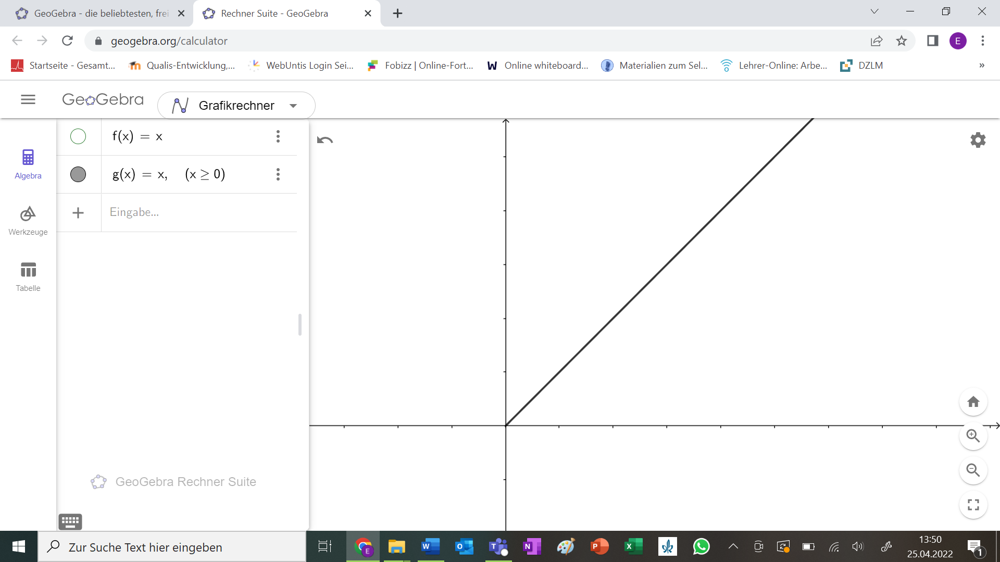 GeoGebra - die beliebtesten, frei
Rechner Suite - GeoGebra
geogebra.org/calculator
E
Startseite - Gesamt...
Qualis-Entwicklung,...
WebUntis Login Sei...
Fobizz | Online-Fort...
W Online whiteboard...
Materialien zum Sel...
Lehrer-Online: Arbe...
DZLM
»
GeoGebra
Grafikrechner
f(x) = x
Algebra
g(x) = x, (x ≥ 0)
Eingabe...
Werkzeuge
Tabelle
GeoGebra Rechner Suite
Zur Suche Text hier eingeben
E
W
O
T
N
P
X
13:50
25.04.2022
1